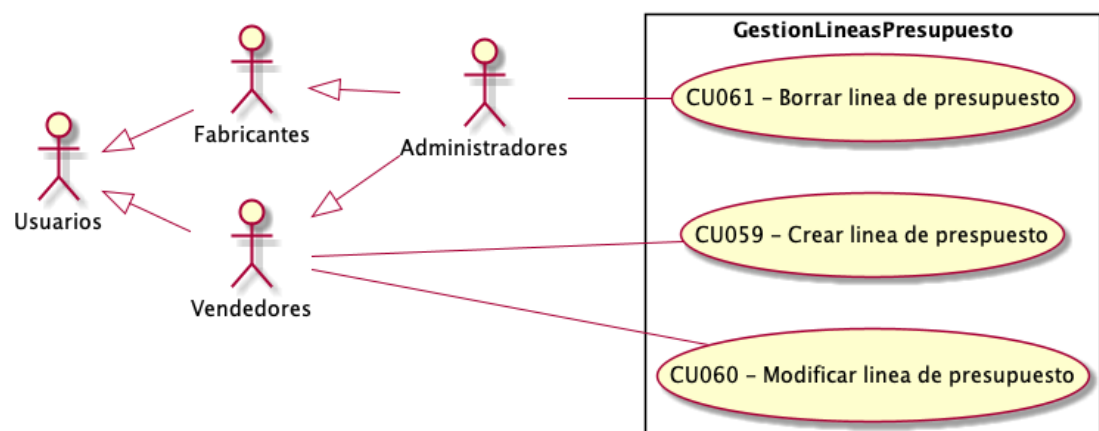 GestionLineasPresupuesto
CU061 – Borrar linea de presupuesto
Fabricantes
Administradores
Usuarios
CU059 – Crear linea de prespuesto
Vendedores
CU060 – Modificar linea de presupuesto